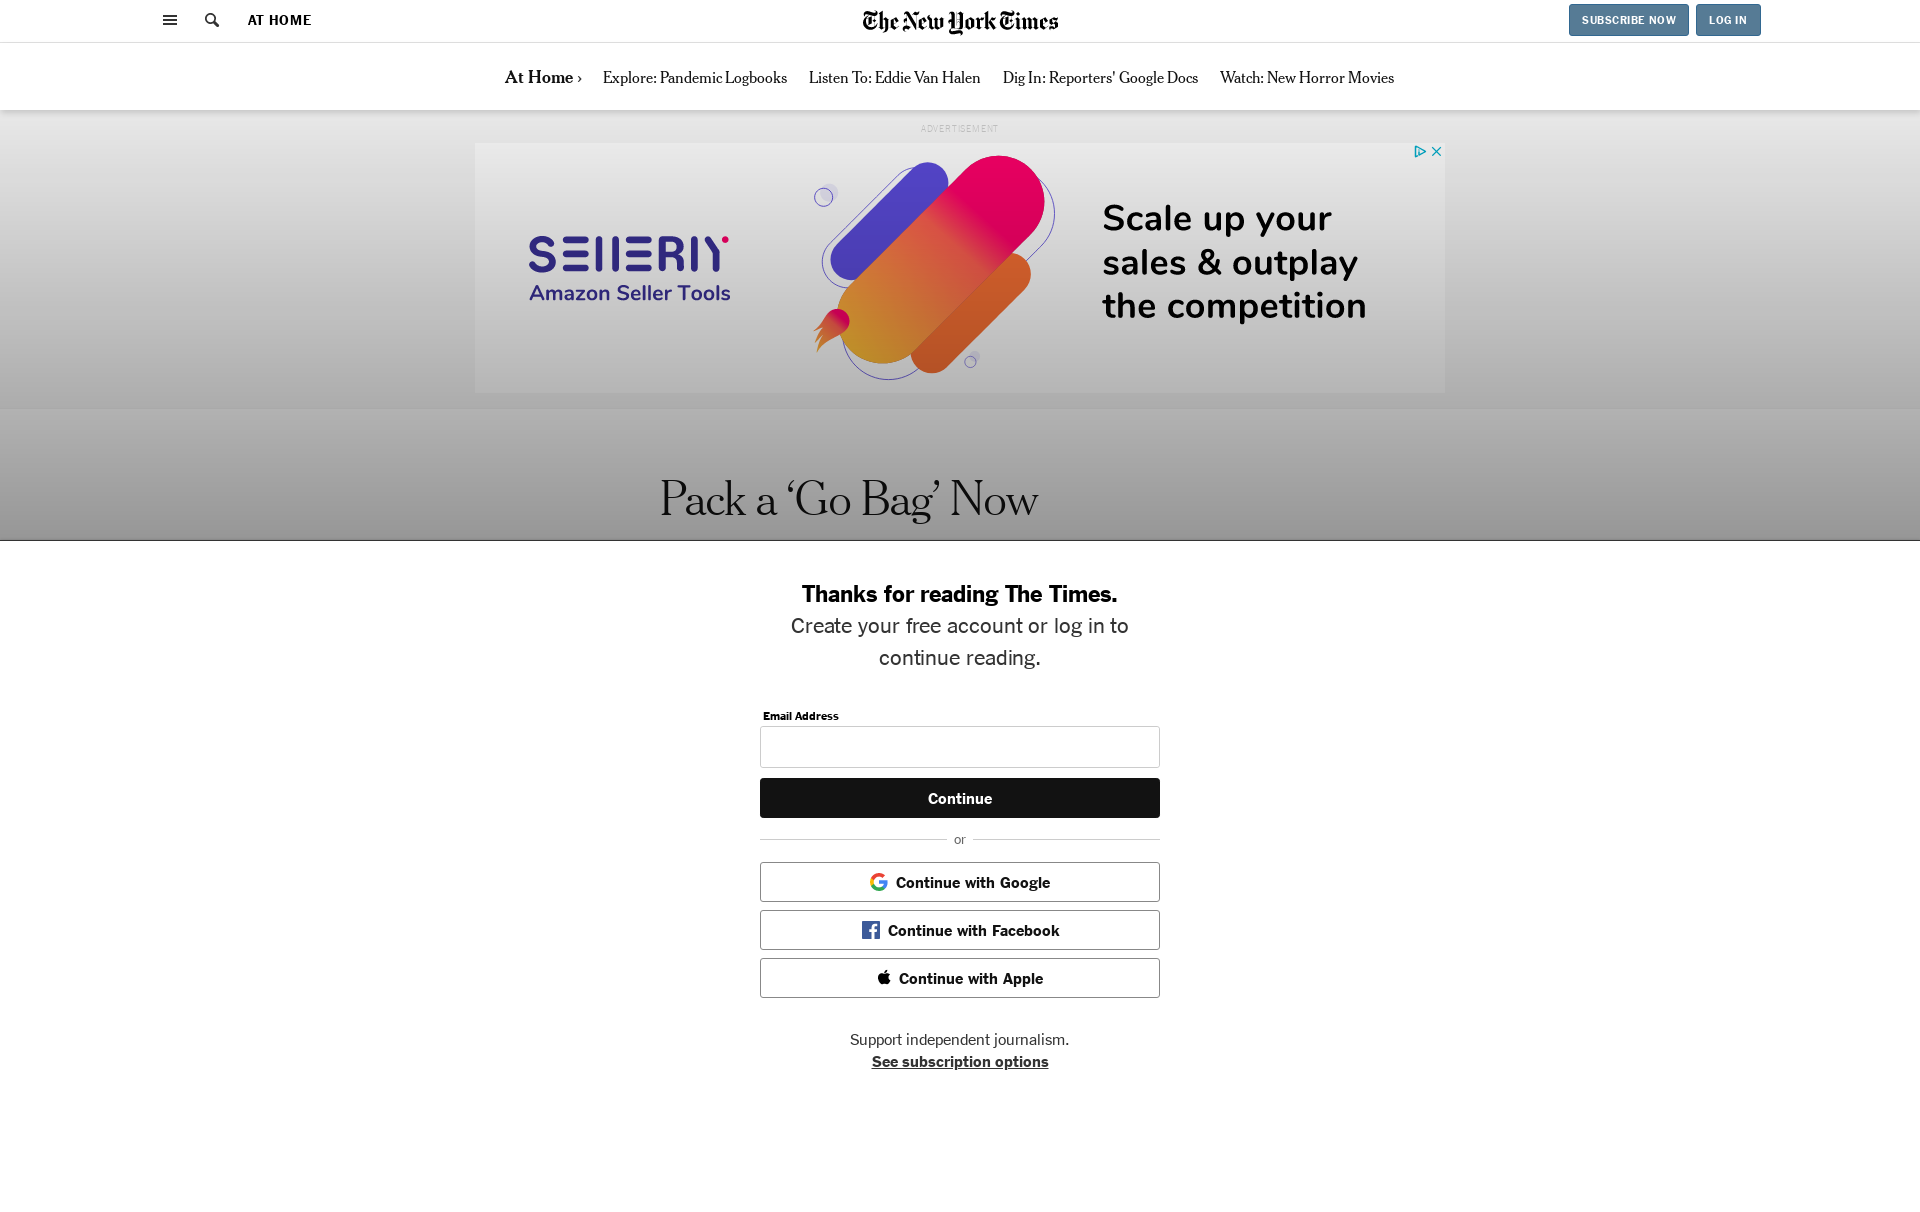 AT HOME
The New York Times
SUBSCRIBE NOW
LOG IN
At Home ›
Explore: Pandemic Logbooks
Listen To: Eddie Van Halen
Dig In: Reporters' Google Docs
Watch: New Horror Movies
ADVERTISEMENT
SELLERLY
Amazon Seller Tools
Scale up your
sales & outplay
the competition
Pack a ‘Go Bag’ Now
Thanks for reading The Times.
Create your free account or log in to
continue reading.
Email Address
Continue
or
Continue with Google
Continue with Facebook
Continue with Apple
Support independent journalism.
See subscription options